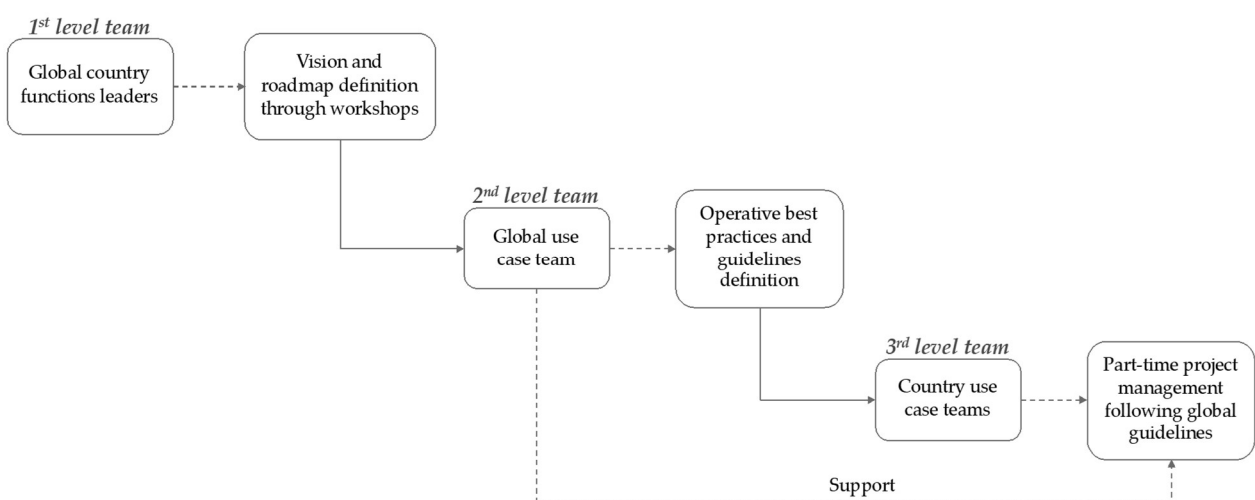 1st level team
Global country
functions leaders
Vision and
roadmap definition
through workshops
2nd level team
Global use
case team
Operative best
practices and
guidelines
definition
3rd level team
Country use
case teams
Part-time project
management
following global
guidelines
Support